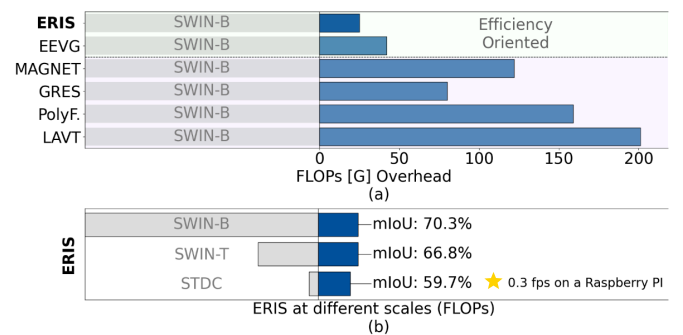 ERIS SWIN-B Efficiency
EEVG SWIN-B Oriented
MAGNET SWIN-B
GRES SWIN-B
PolyF. SWIN-B
LAVT SWIN-B
0 50 100 150 200
FLOPs [G] Overhead
(a)
ERIS
SWIN-B mIoU: 70.3%
SWIN-T mIoU: 66.8%
STDC mIoU: 59.7% 0.3 fps on a Raspberry PI
ERIS at different scales (FLOPs)
(b)